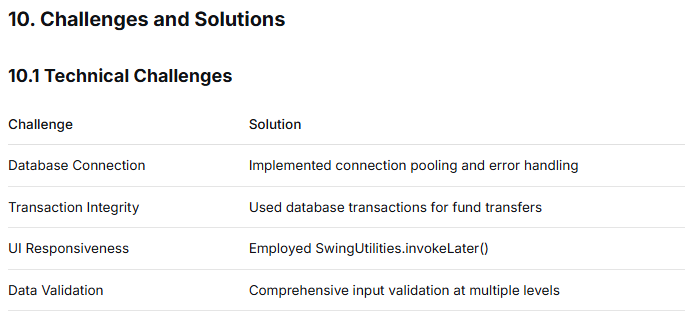 10. Challenges and Solutions
10.1 Technical Challenges
Challenge Solution
Database Connection Implemented connection pooling and error handling
Transaction Integrity Used database transactions for fund transfers
UI Responsiveness Employed SwingUtilities.invokeLater()
Data Validation Comprehensive input validation at multiple levels